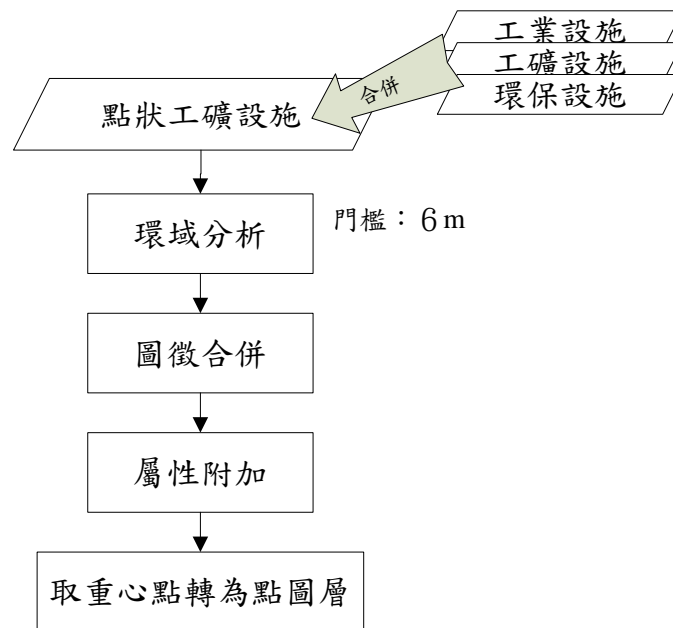 工業設施
工礦設施
環保設施
合併
點狀工礦設施
環域分析
門檻：6m
圖徵合併
屬性附加
取重心點轉為點圖層